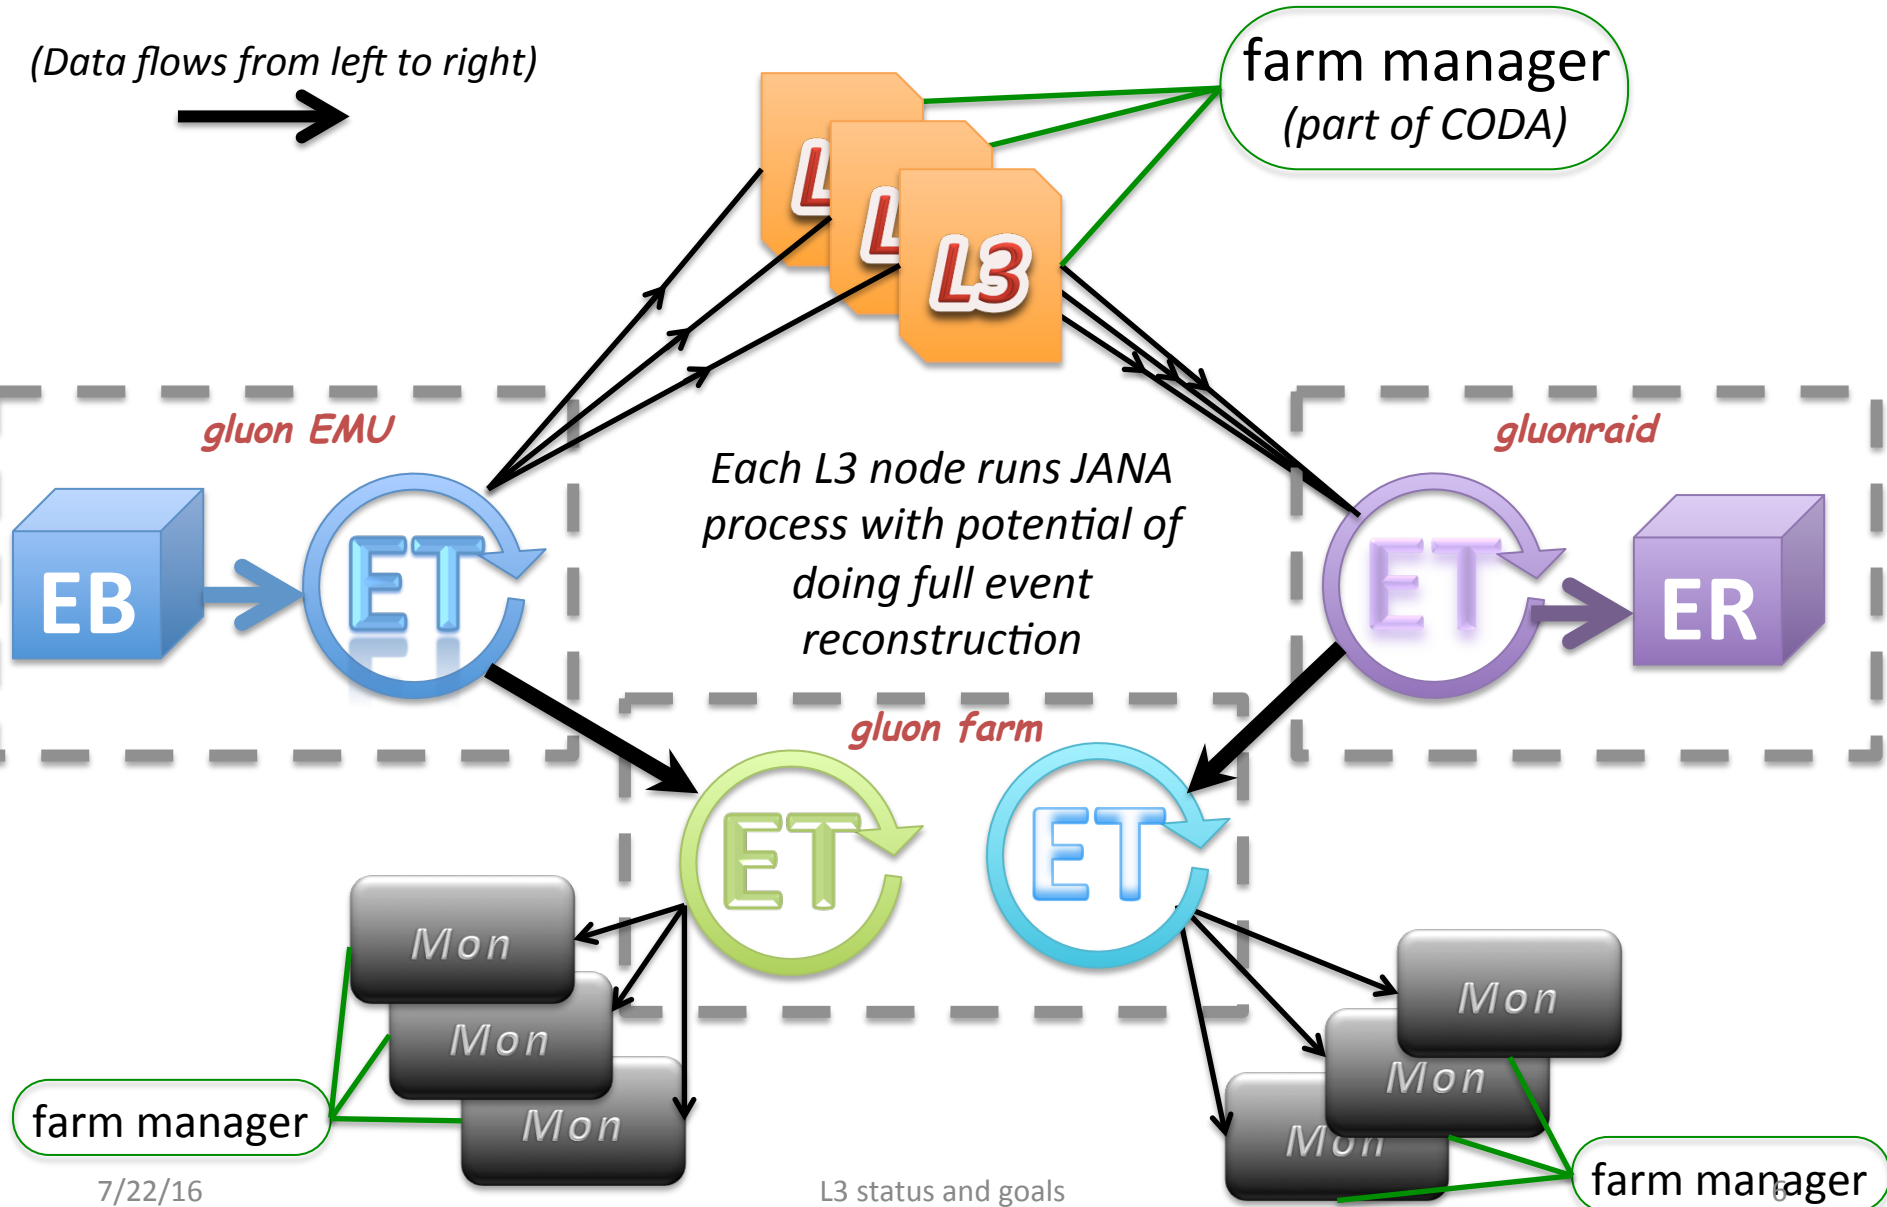 (Data flows from left to right)
farm manager
(part of CODA)
L
L
L3
gluon EMU
gluonraid
Each L3 node runs JANA
process with potential of
doing full event
reconstruction
EB
ET
ET
ER
gluon farm
ET
ET
Mon
Mon
Mon
Mon
Mon
Mon
farm manager
farm manager
7/22/16
L3 status and goals
6